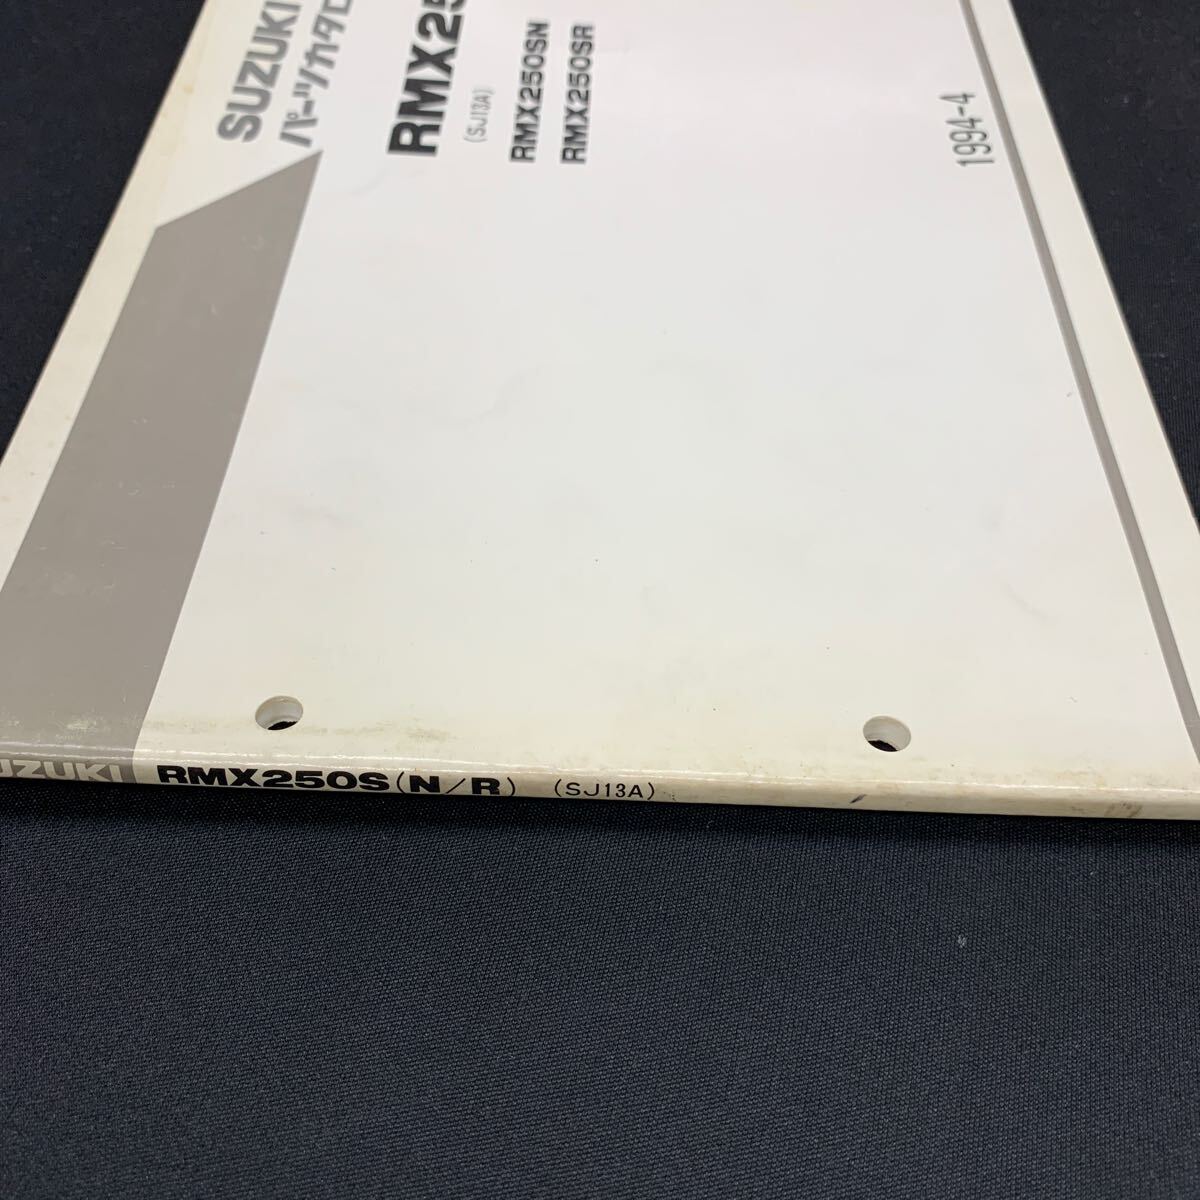 SUZUKI
パーツカタロ
RMX25
(SJ13A)
RMX250SN
RMX250SR
1994-4
UZUKI RMX250S(N/R) (SJ13A)